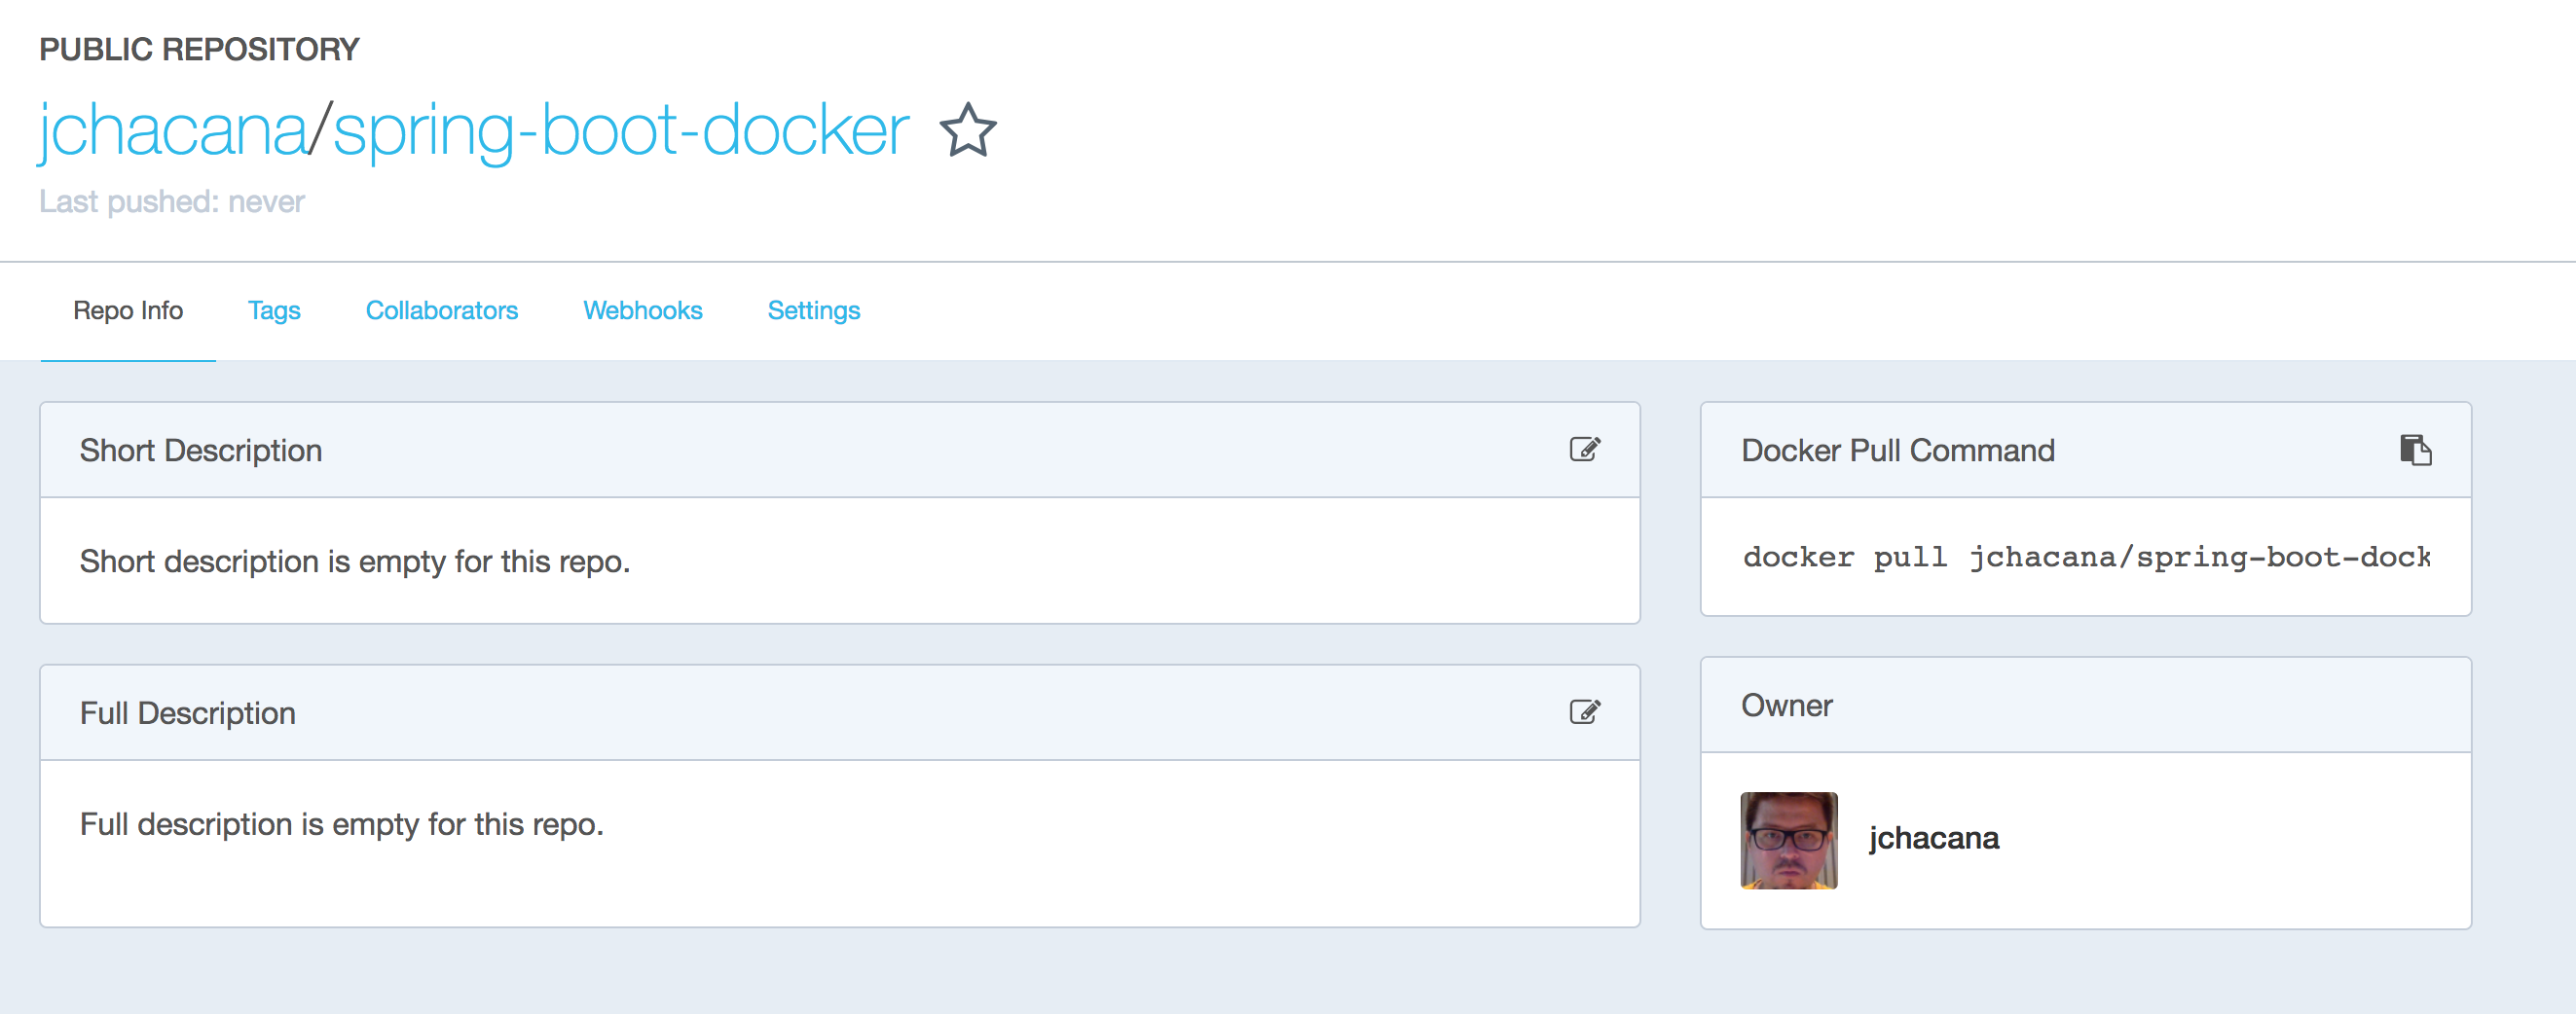 PUBLIC REPOSITORY
jchacana/spring-boot-docker
Last pushed: never
Repo Info Tags Collaborators Webhooks Settings
Short Description
Short description is empty for this repo.
Full Description
Full description is empty for this repo.
Docker Pull Command
docker pull jchacana/spring-boot-dock
Owner
jchacana